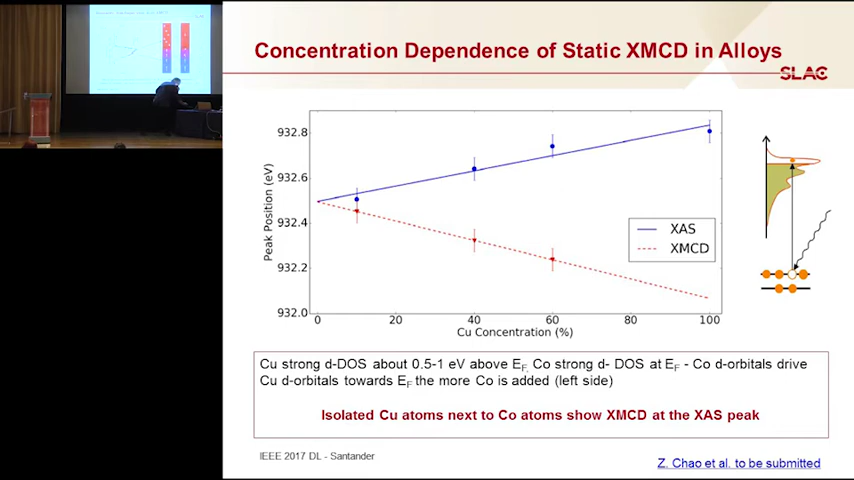 Concentration Dependence of Static XMCD in Alloys
SLAC
932.8
932.6
932.4
932.2
932.0
Peak Position (eV)
0 20 40 60 80 100
Cu Concentration (%)
XAS
XMCD
Cu strong d-DOS about 0.5-1 eV above EF, Co strong d- DOS at EF - Co d-orbitals drive
Cu d-orbitals towards EF the more Co is added (left side)
Isolated Cu atoms next to Co atoms show XMCD at the XAS peak
IEEE 2017 DL - Santander
Z. Chao et al. to be submitted